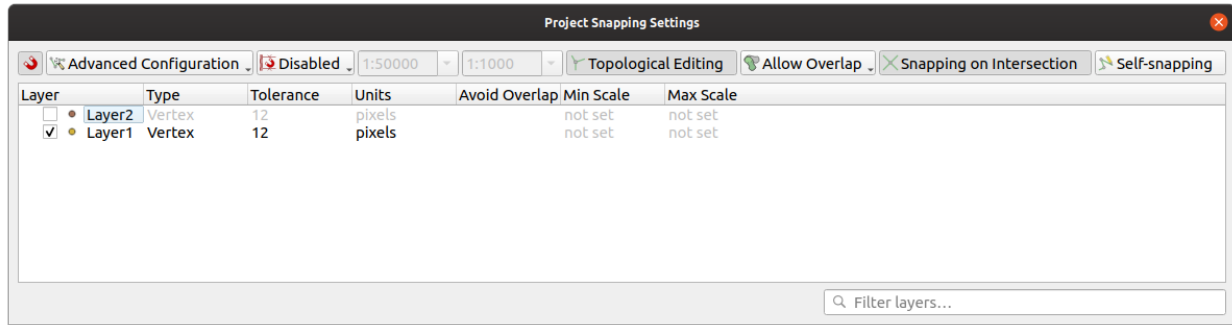 Project Snapping Settings
Advanced Configuration Disabled 1:50000 1:1000 Topological Editing Allow Overlap Snapping on Intersection Self-snapping
Layer Type Tolerance Units Avoid Overlap Min Scale Max Scale
Layer2 Vertex 12 pixels not set not set
Layer1 Vertex 12 pixels not set not set
Filter layers...